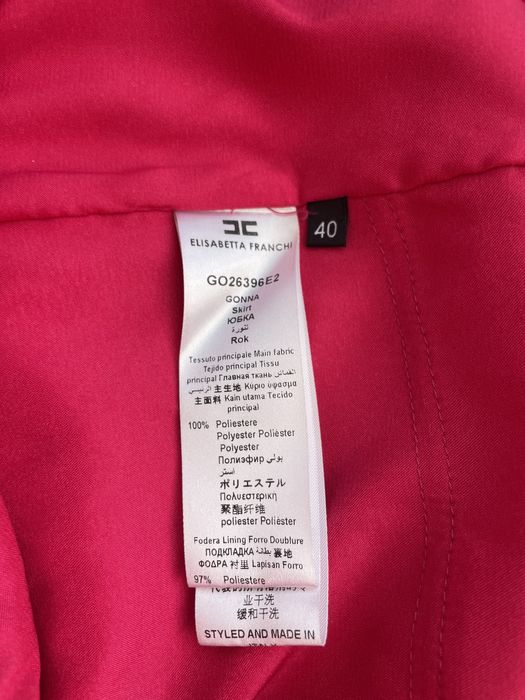 ELISABETTA FRANCHI
40
GO26396E2
GONNA
Skirt
ЮБКА
تنورة
Rok
Tessuto principale Main fabric
Tejido principal Tissu
principal Главная ткань القماش الرئيسي
主生地 Κύριο ύφασμα
主面料 Kain utama Tecido
principal
100% Poliestere
Polyester Poliéster
Polyester
Полиэфир بولي
استر
ポリエステル
Πολυεστερικη
聚酯纤维
poliester Poliéster
Fodera Lining Forro Doublure
ПОДКЛАДКА بطانة 裏地
ΦΟΔΡΑ 衬里 Lapisan Forro
97% Poliestere
业干洗
缓和干洗
STYLED AND MADE IN